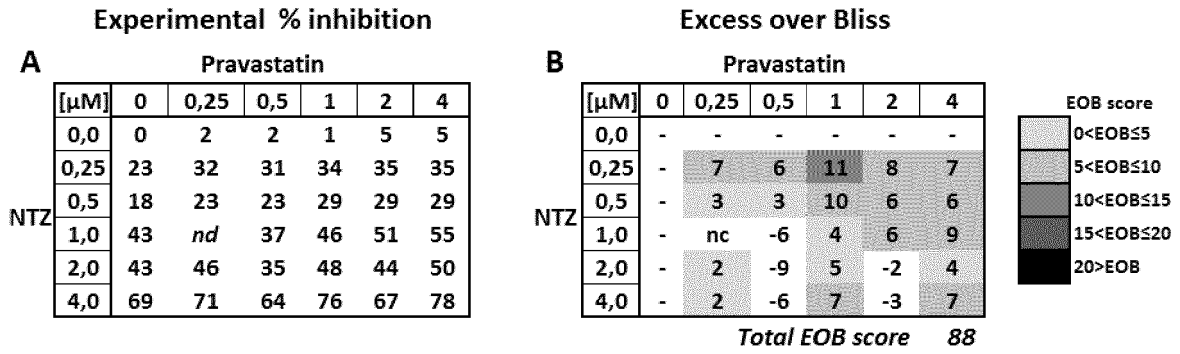 Experimental % inhibition
A Pravastatin
[µM] 0 0,25 0,5 1 2 4
0,0 0 2 2 1 5 5
0,25 23 32 31 34 35 35
0,5 18 23 23 29 29 29
NTZ
1,0 43 nd 37 46 51 55
2,0 43 46 35 48 44 50
4,0 69 71 64 76 67 78
Excess over Bliss
B Pravastatin
[µM] 0 0,25 0,5 1 2 4
0,0 - - - - - -
0,25 - 7 6 11 8 7
0,5 - 3 3 10 6 6
NTZ
1,0 - nc -6 4 6 9
2,0 - 2 -9 5 -2 4
4,0 - 2 -6 7 -3 7
Total EOB score 88
EOB score
0<EOB≤5
5<EOB≤10
10<EOB≤15
15<EOB≤20
20>EOB